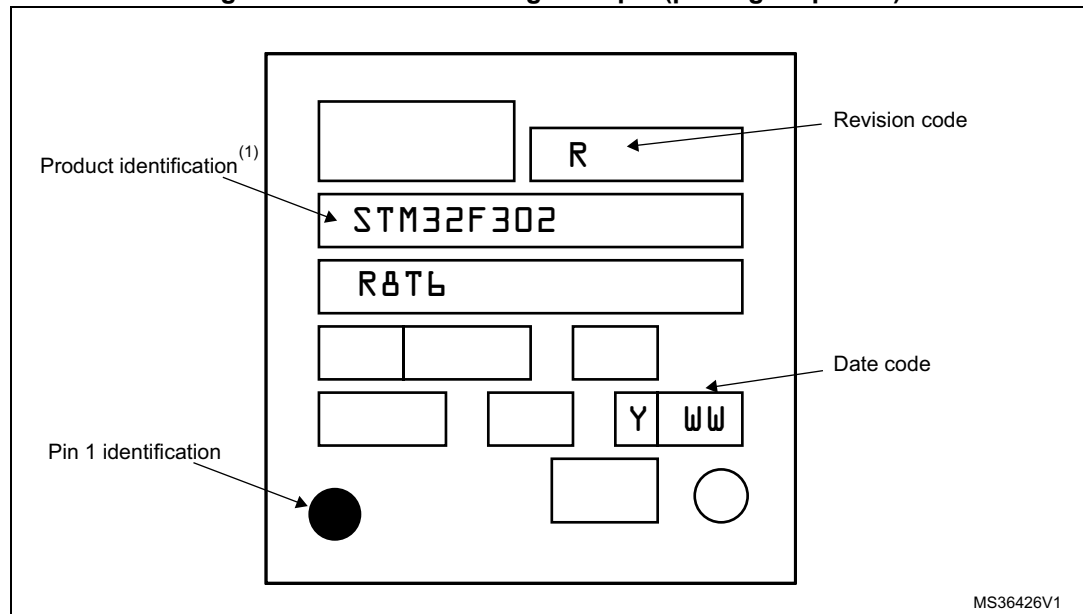 Revision code
R
Product identification(1)
STM32F302
R8T6
Date code
Y WW
Pin 1 identification
MS36426V1